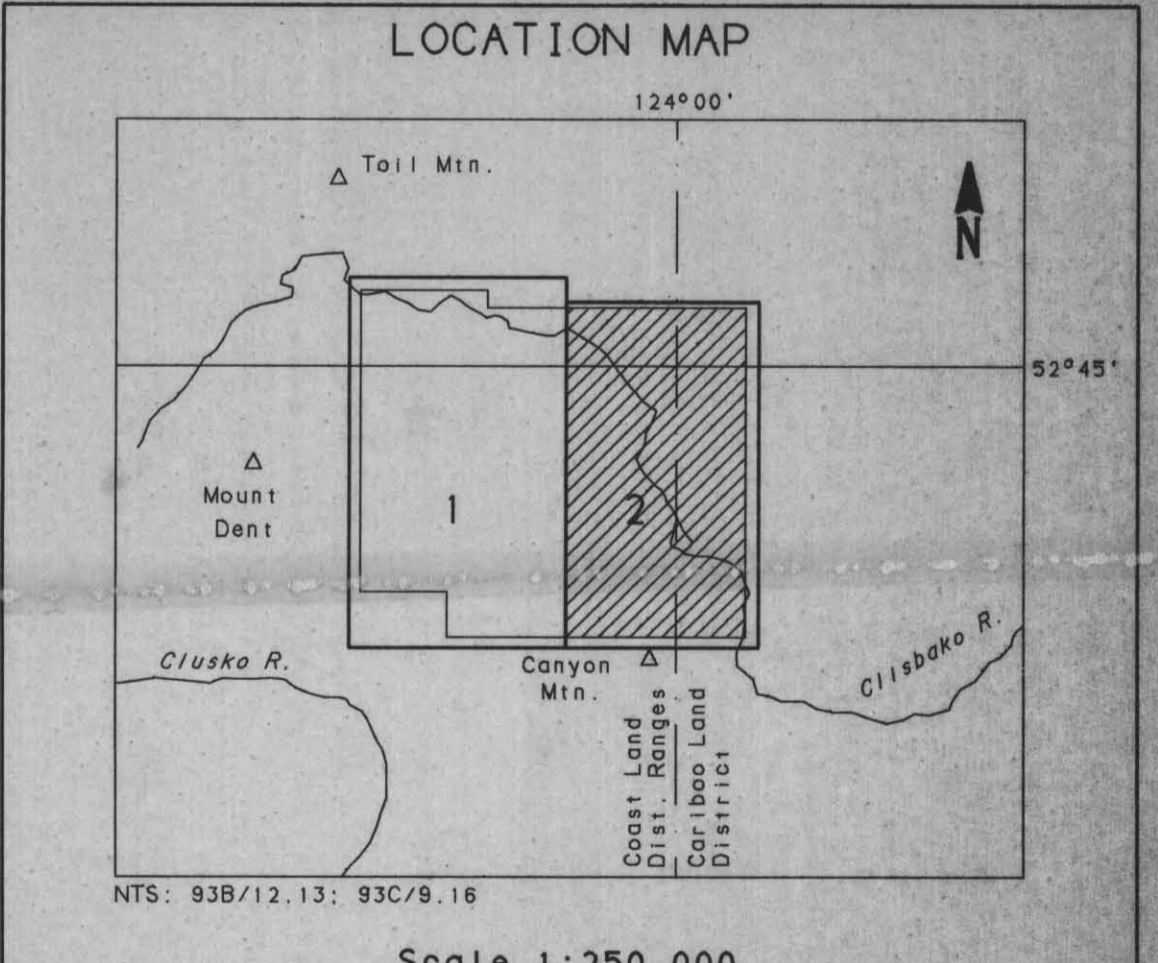 LOCATION MAP
124°00'
Toil Mtn.
N
52°45'
Mount
Dent
1
2
Clusko R.
Canyon
Mtn.
Clisbako R.
Coast Land
Dist. Ranges
Cariboo Land
District
NTS: 93B/12.13; 93C/9.16
Scale 1:250,000